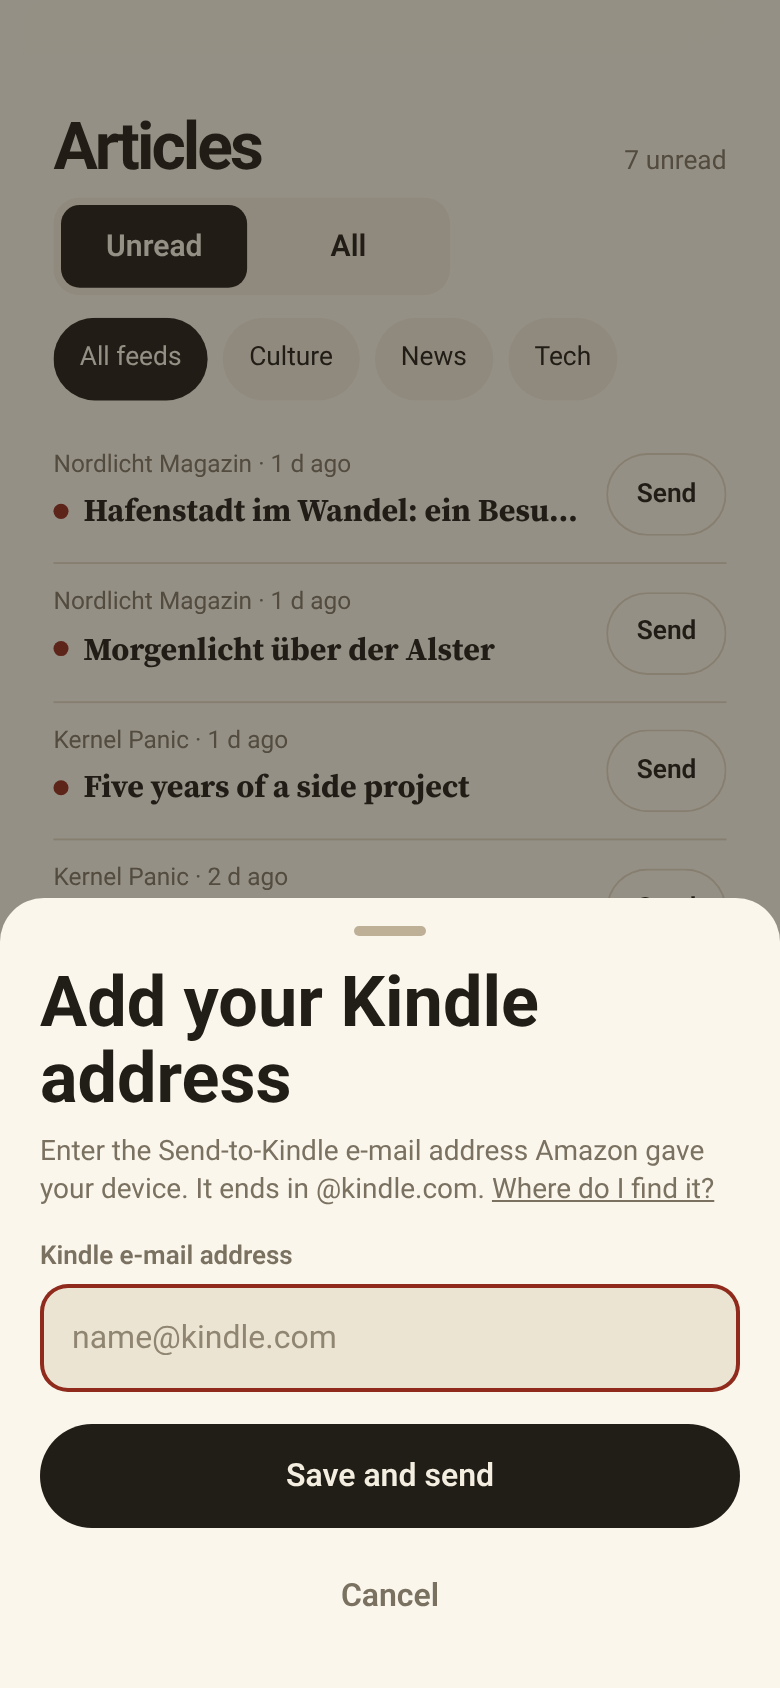 Articles
7 unread
Unread
All
All feeds
Culture
News
Tech
Nordlicht Magazin · 1 d ago
Hafenstadt im Wandel: ein Besu...
Send
Nordlicht Magazin · 1 d ago
Morgenlicht über der Alster
Send
Kernel Panic · 1 d ago
Five years of a side project
Send
Kernel Panic · 2 d ago
Add your Kindle
address
Enter the Send-to-Kindle e-mail address Amazon gave
your device. It ends in @kindle.com. Where do I find it?
Kindle e-mail address
name@kindle.com
Save and send
Cancel